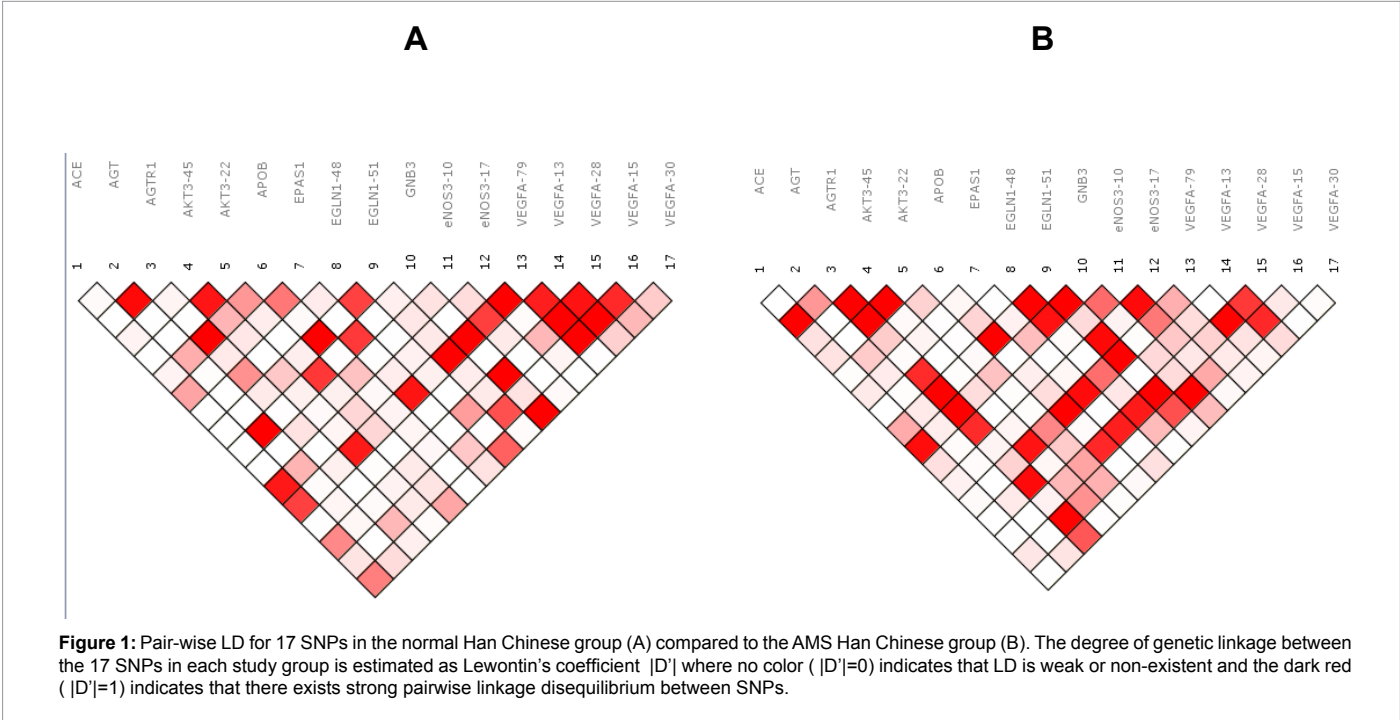 A
B
ACE AGT AGTR1 AKT3-45 AKT3-22 APOB EPAS1 EGLN1-48 EGLN1-51 GNB3 eNOS3-10 eNOS3-17 VEGFA-79 VEGFA-13 VEGFA-28 VEGFA-15 VEGFA-30
1 2 3 4 5 6 7 8 9 10 11 12 13 14 15 16 17
ACE AGT AGTR1 AKT3-45 AKT3-22 APOB EPAS1 EGLN1-48 EGLN1-51 GNB3 eNOS3-10 eNOS3-17 VEGFA-79 VEGFA-13 VEGFA-28 VEGFA-15 VEGFA-30
1 2 3 4 5 6 7 8 9 10 11 12 13 14 15 16 17
Figure 1: Pair-wise LD for 17 SNPs in the normal Han Chinese group (A) compared to the AMS Han Chinese group (B). The degree of genetic linkage between
the 17 SNPs in each study group is estimated as Lewontin’s coefficient |D’| where no color ( |D’|=0) indicates that LD is weak or non-existent and the dark red
( |D’|=1) indicates that there exists strong pairwise linkage disequilibrium between SNPs.